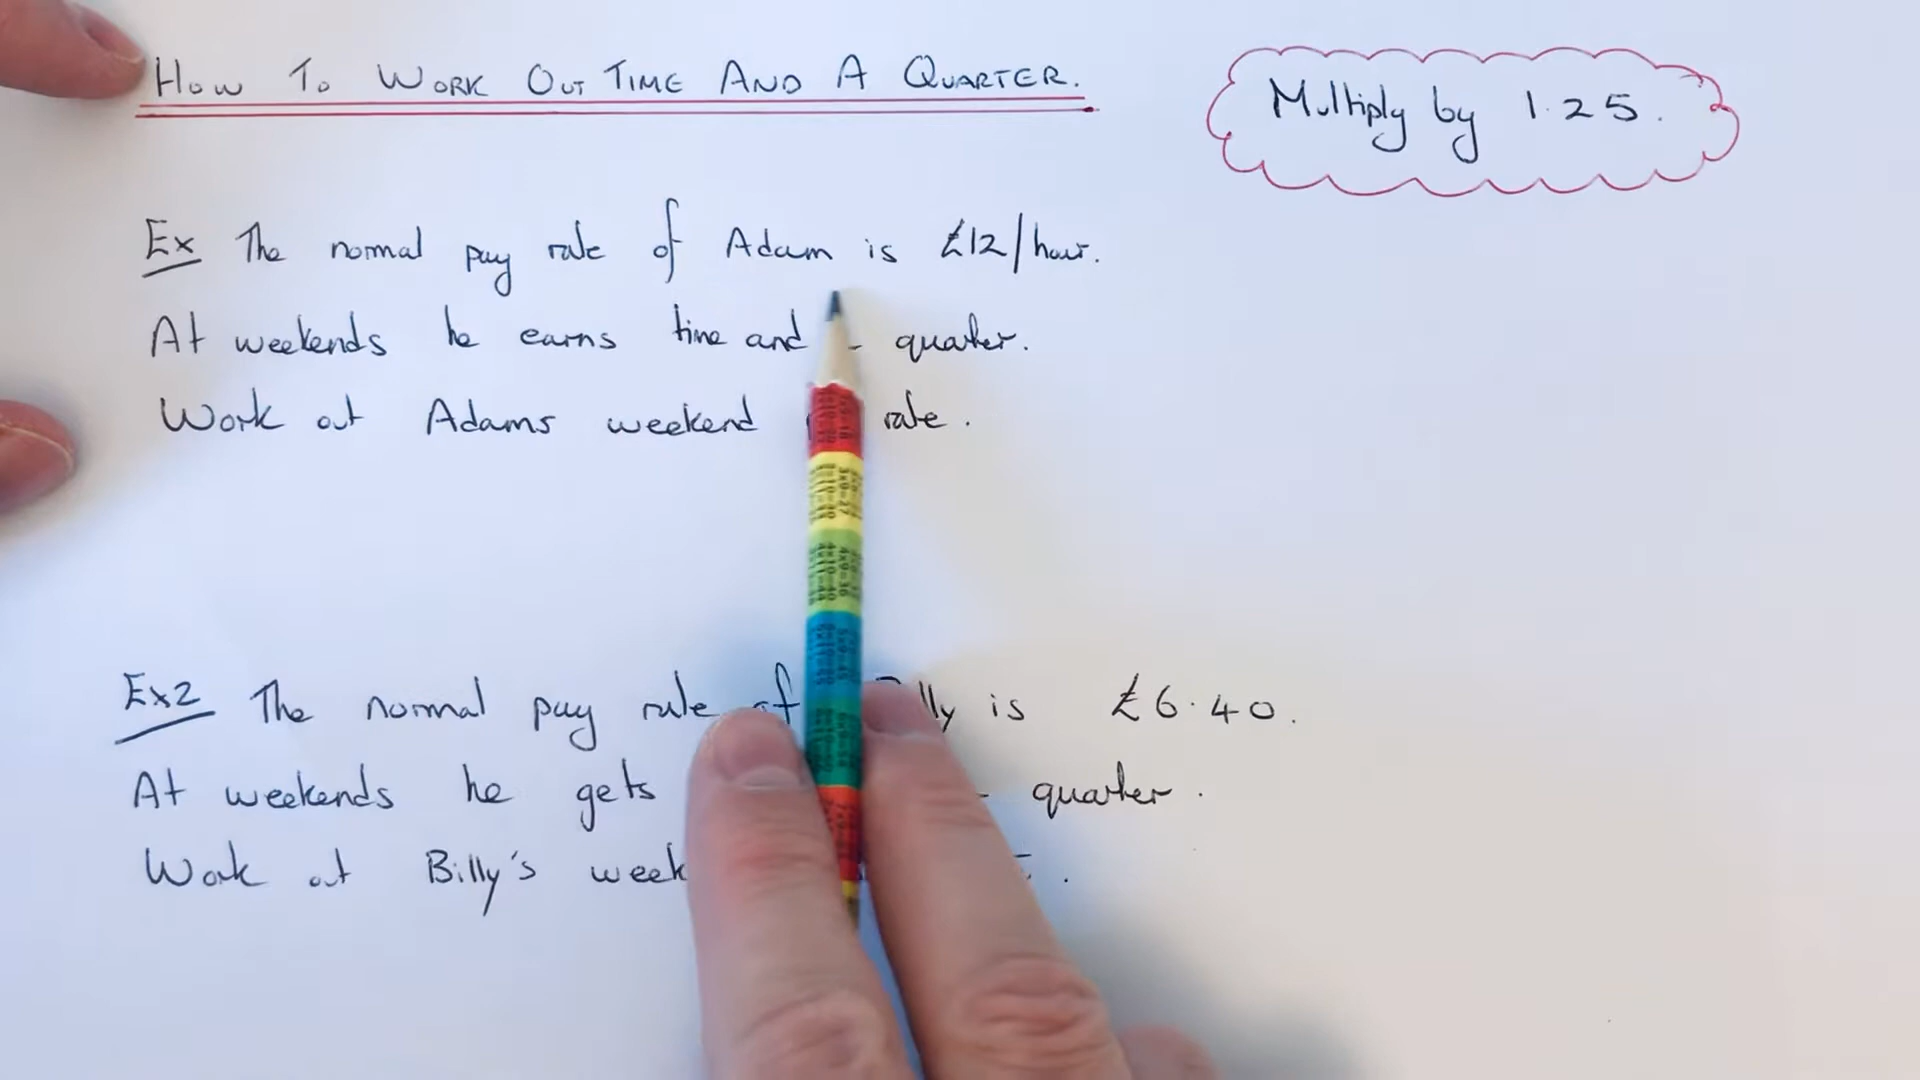 How To Work Out Time And A Quarter.
Multiply by 1.25.
Ex The normal pay rate of Adam is £12/hour.
At weekends he earns time and quarter.
Work out Adams weekend rate.
Ex2 The normal pay rate of is £6.40.
At weekends he gets quarter.
Work out Billy's